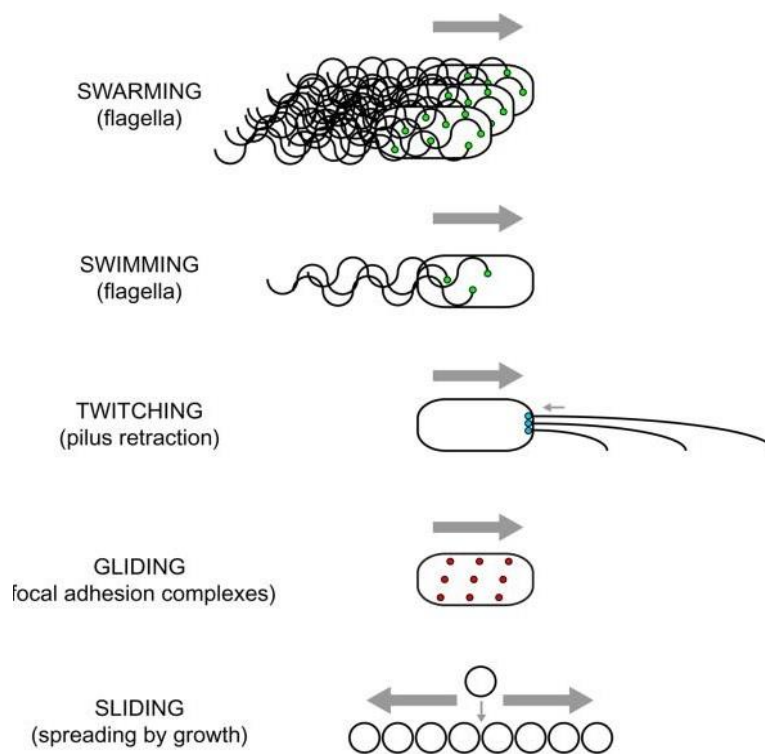 SWARMING
(flagella)
SWIMMING
(flagella)
TWITCHING
(pilus retraction)
GLIDING
focal adhesion complexes)
SLIDING
(spreading by growth)